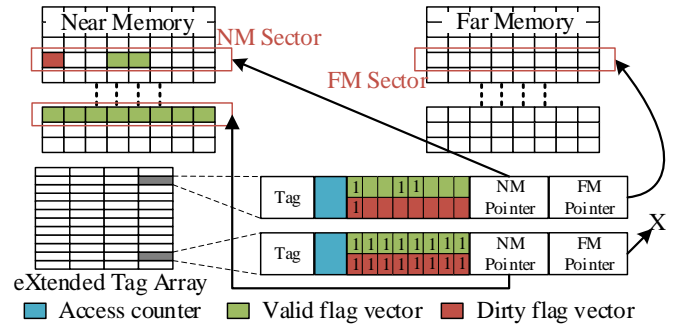 Near Memory
Far Memory
NM Sector
FM Sector
Tag
1 1 1
1
NM
Pointer
FM
Pointer
X
Tag
1 1 1 1 1 1 1 1
1 1 1 1 1 1 1 1
NM
Pointer
FM
Pointer
eXtended Tag Array
Access counter
Valid flag vector
Dirty flag vector